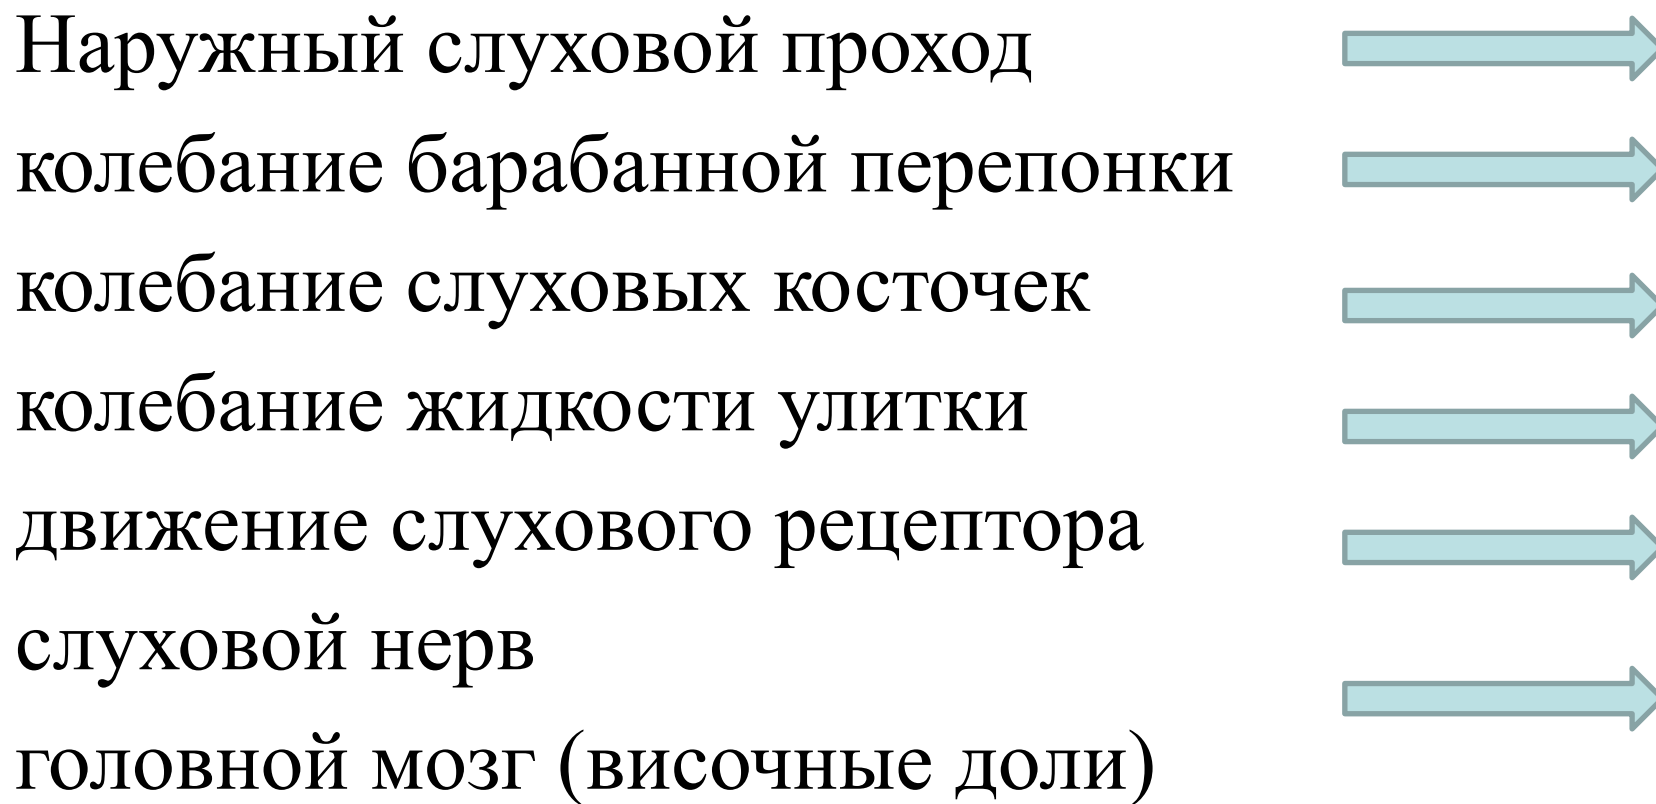 Наружный слуховой проход
колебание барабанной перепонки
колебание слуховых косточек
колебание жидкости улитки
движение слухового рецептора
слуховой нерв
головной мозг (височные доли)